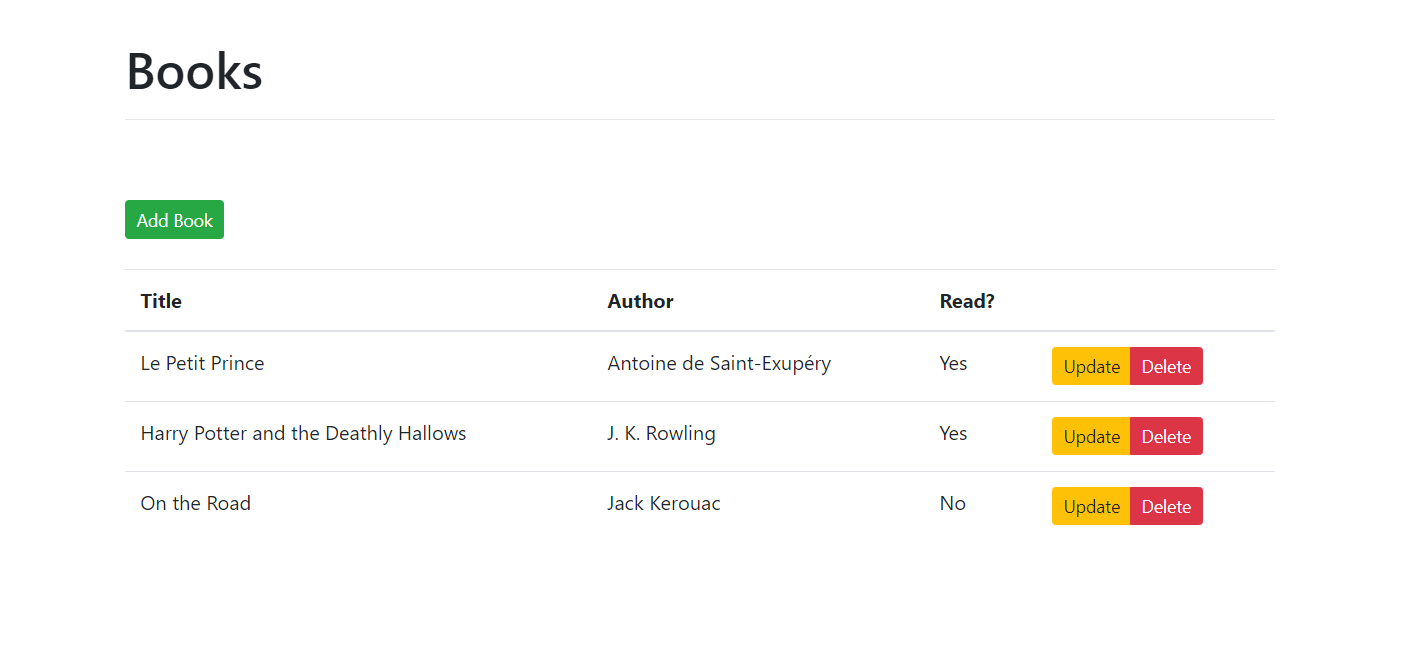 Books
Add Book
Title Author Read?
Le Petit Prince Antoine de Saint-Exupéry Yes Update Delete
Harry Potter and the Deathly Hallows J. K. Rowling Yes Update Delete
On the Road Jack Kerouac No Update Delete